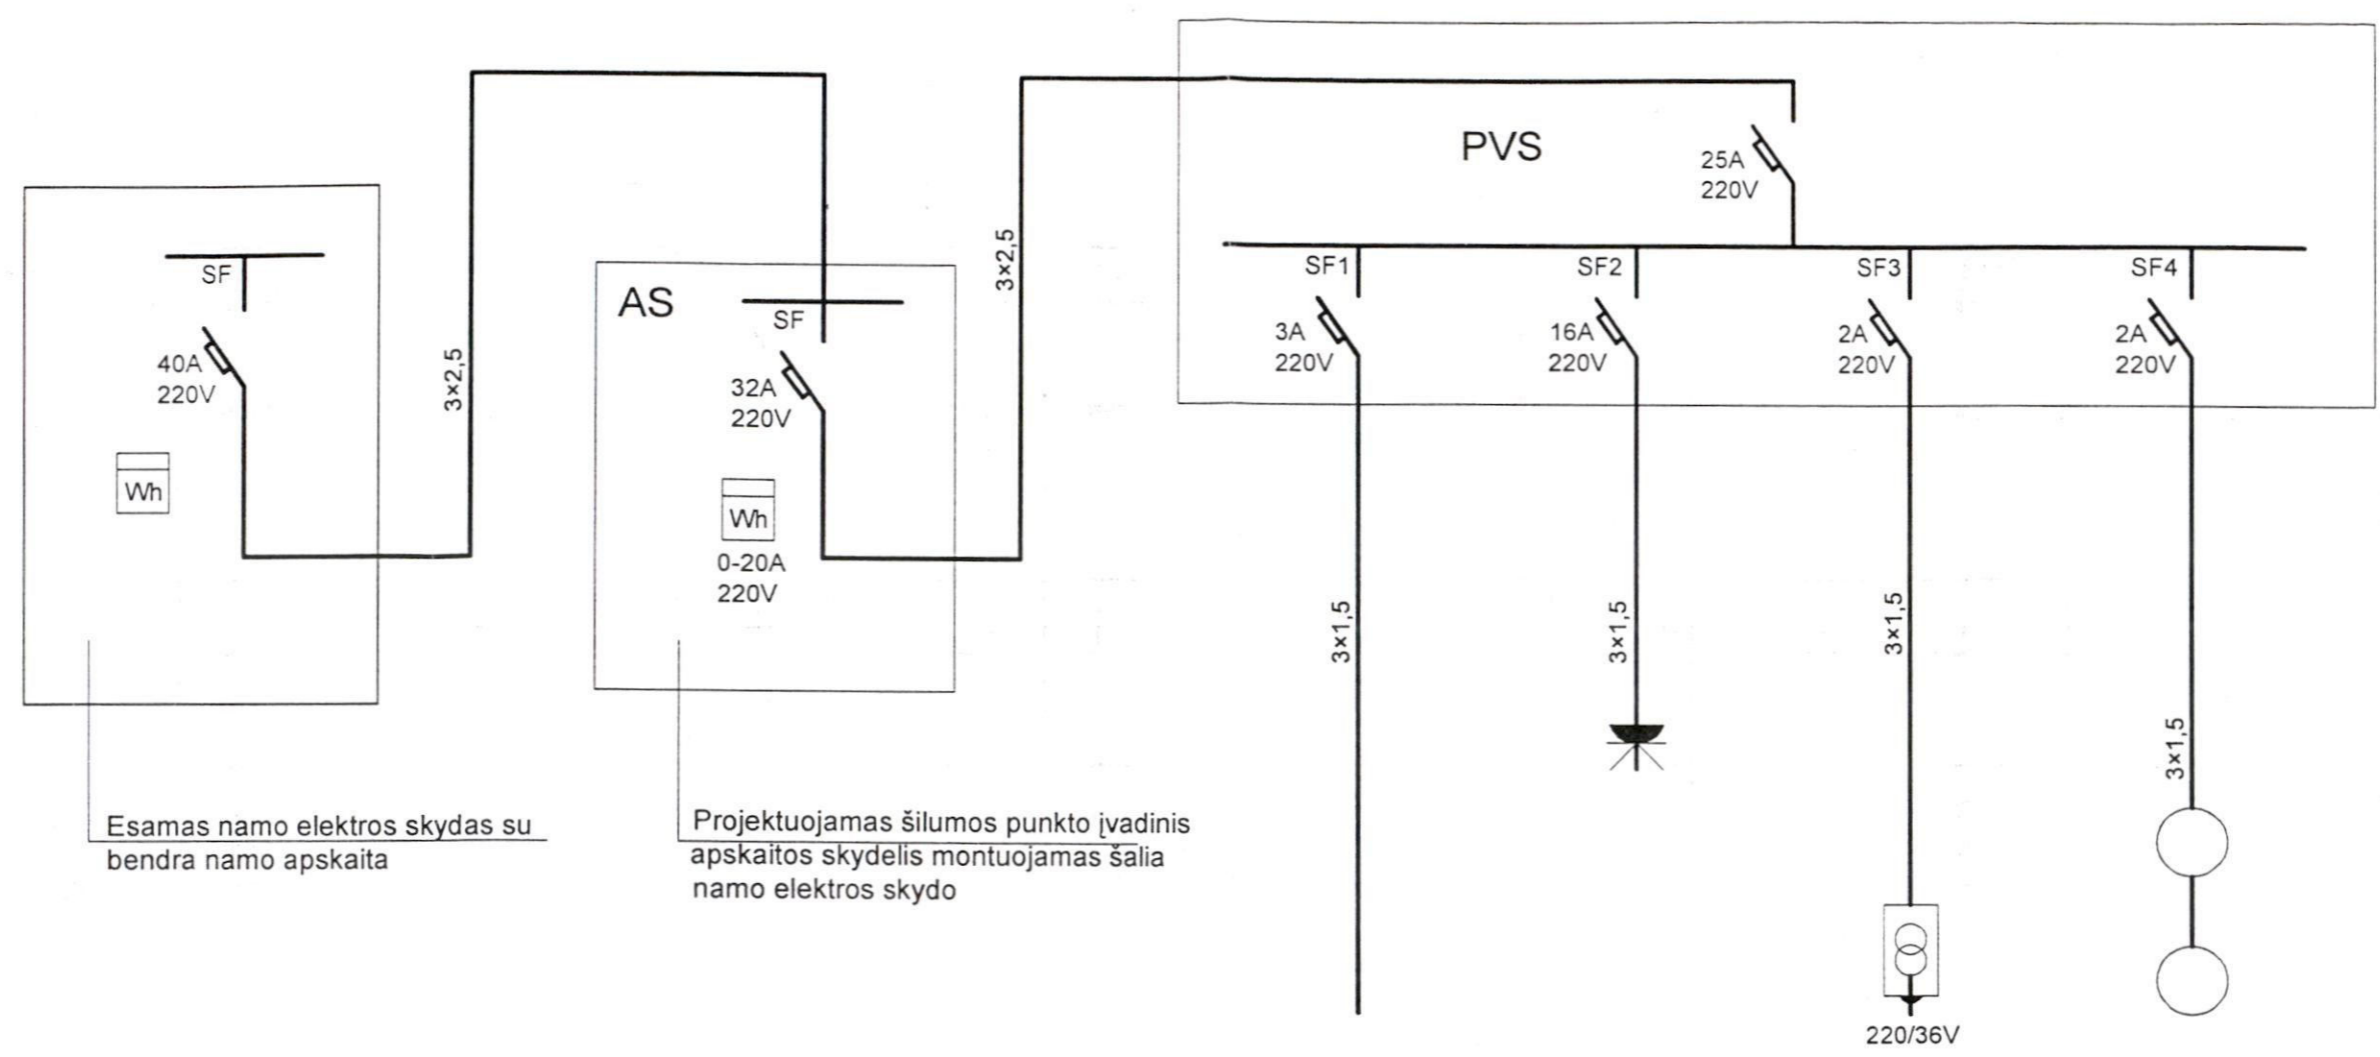 SF
40A
220V
Wh
Esamas namo elektros skydas su
bendra namo apskaita
3×2,5
AS
SF
32A
220V
Wh
0-20A
220V
Projektuojamas šilumos punkto įvadinis
apskaitos skydelis montuojamas šalia
namo elektros skydo
3×2,5
PVS
25A
220V
SF1
3A
220V
3×1,5
SF2
16A
220V
3×1,5
SF3
2A
220V
3×1,5
220/36V
SF4
2A
220V
3×1,5